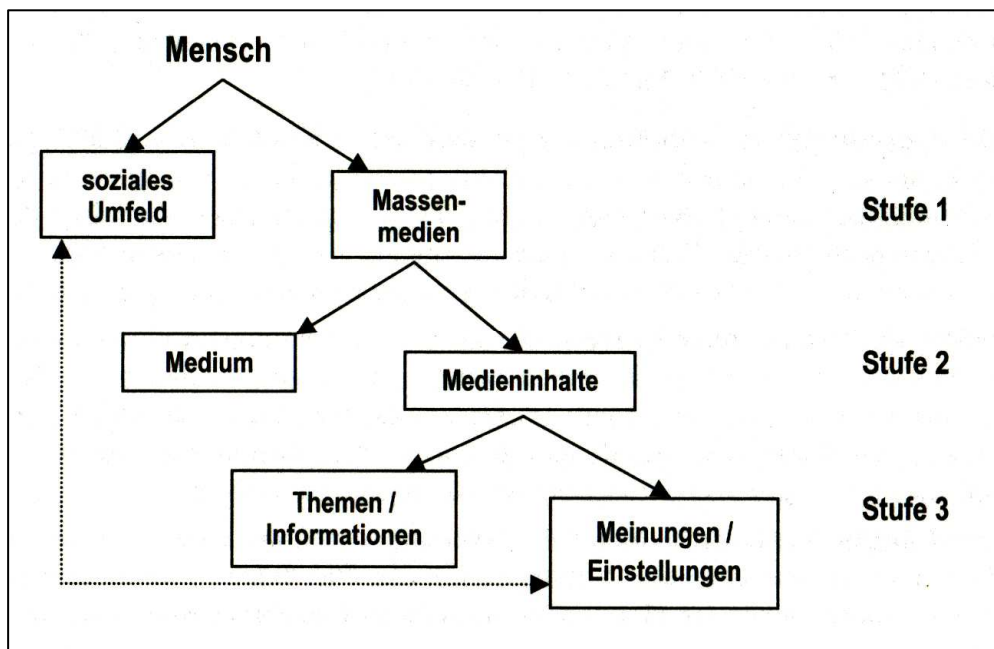 Mensch
soziales
Umfeld
Massen-
medien
Stufe 1
Medium
Medieninhalte
Stufe 2
Themen /
Informationen
Meinungen /
Einstellungen
Stufe 3